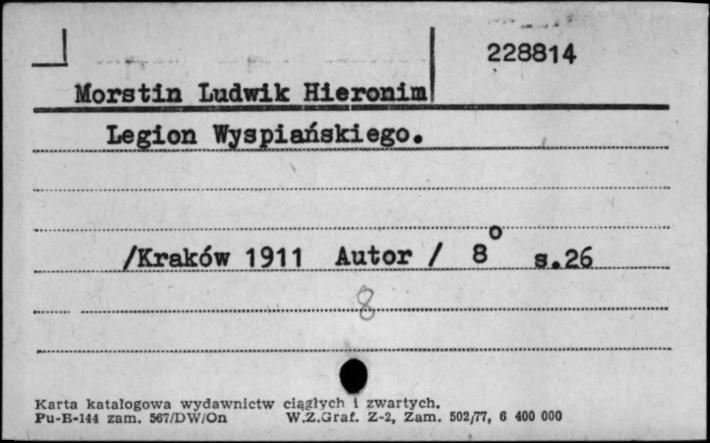 228814
Morstin Ludwik Hieronim
Legion Wyspiańskiego.
/Kraków 1911 Autor / 8° s.26
8
Karta katalogowa wydawnictw ciągłych i zwartych.
Pu-E-144 zam. 567/DW/On W.Z.Graf. Z-2, Zam. 502/77, 6 400 000